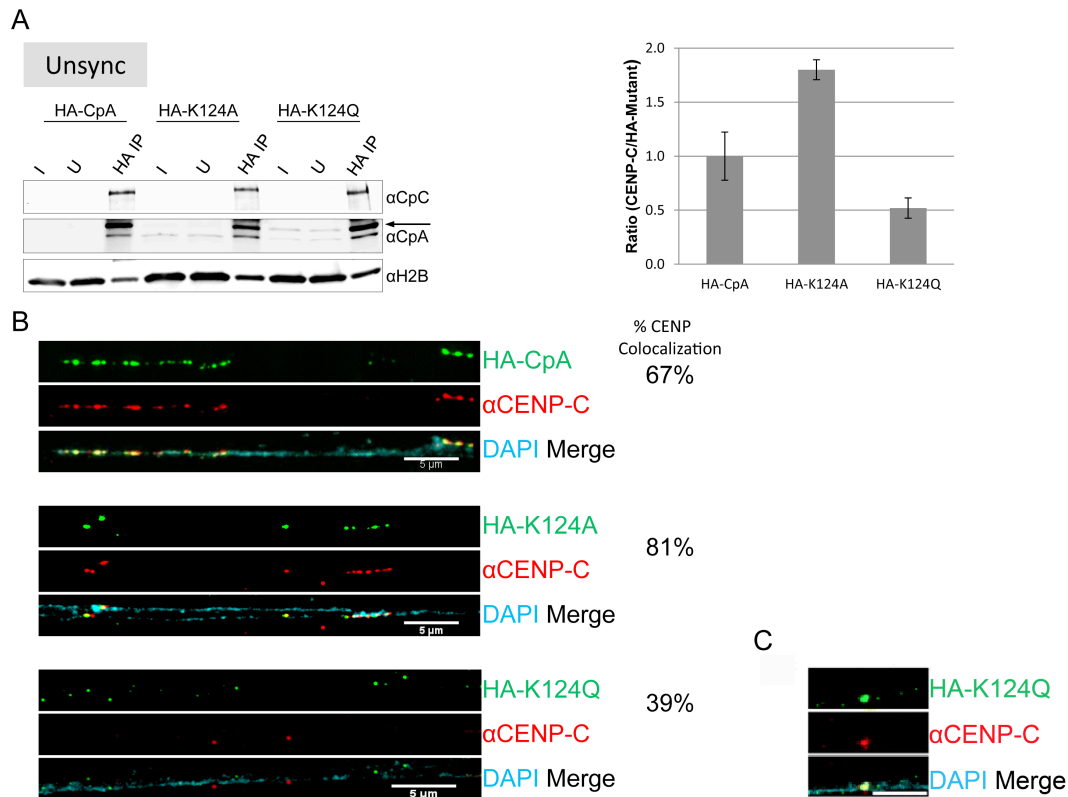 A
Unsync
HA-CpA HA-K124A HA-K124Q
I U HA IP I U HA IP I U HA IP
αCpC
αCpA
αH2B
Ratio (CENP-C/HA-Mutant)
2.0
1.5
1.0
0.5
0.0
HA-CpA HA-K124A HA-K124Q
B
% CENP
Colocalization
HA-CpA
67%
αCENP-C
DAPI Merge
5 µm
HA-K124A
81%
αCENP-C
DAPI Merge
5 µm
HA-K124Q
39%
αCENP-C
DAPI Merge
5 µm
C
HA-K124Q
αCENP-C
DAPI Merge